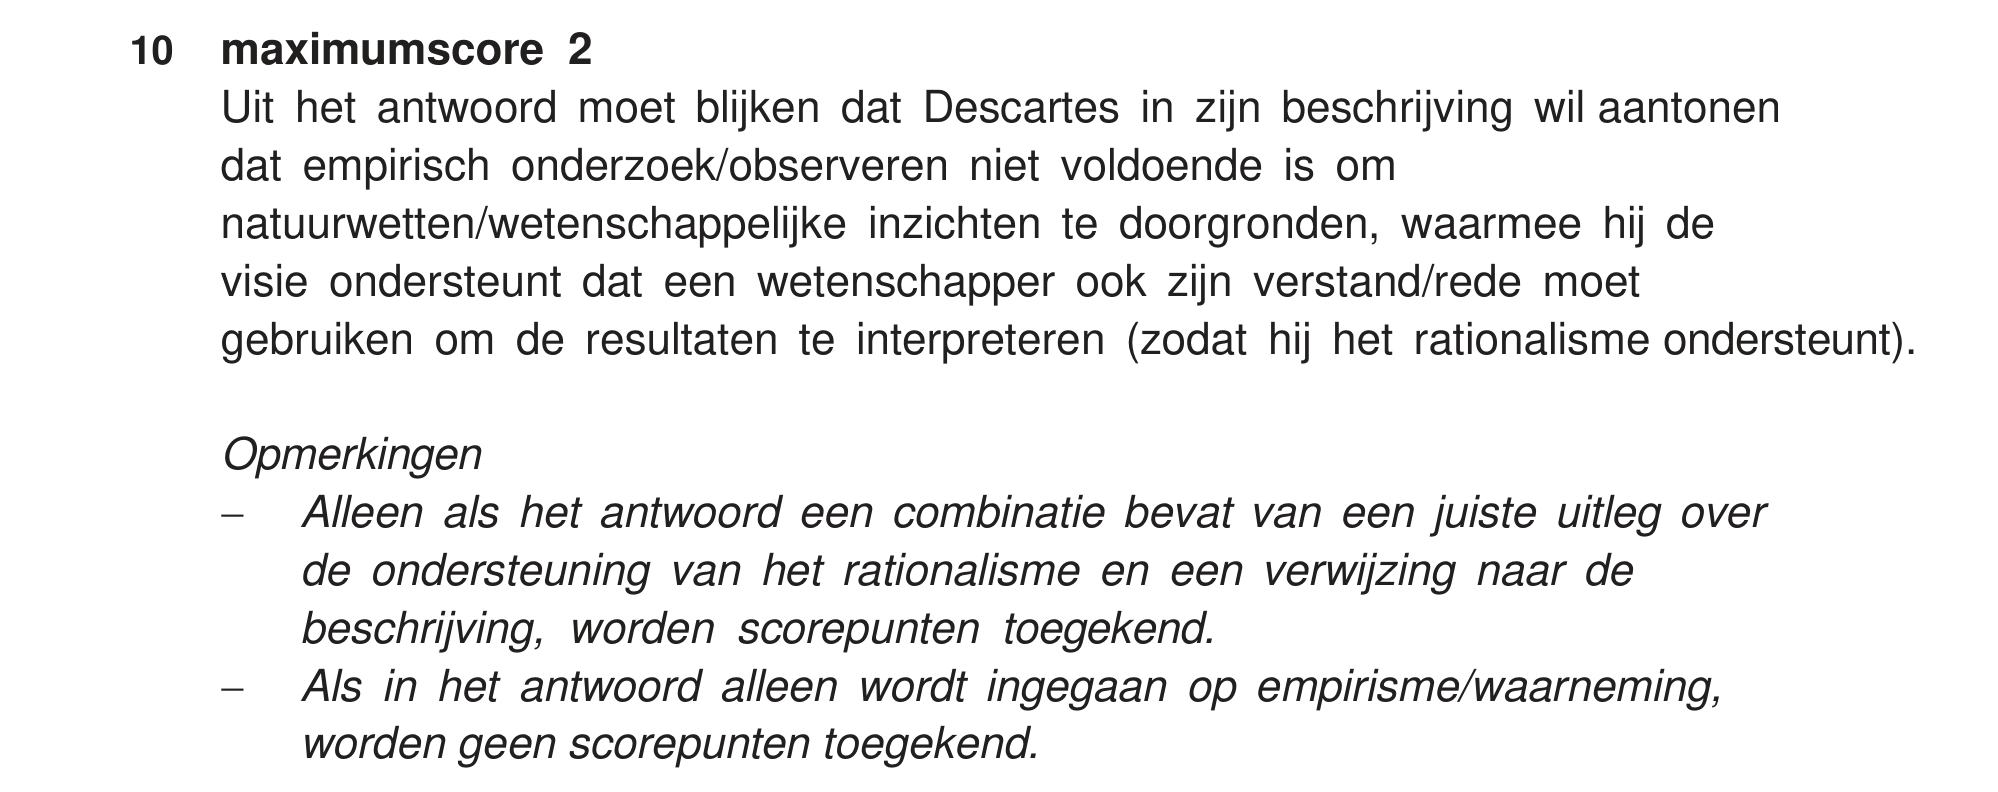 10 maximumscore 2
Uit het antwoord moet blijken dat Descartes in zijn beschrijving wil aantonen
dat empirisch onderzoek/observeren niet voldoende is om
natuurwetten/wetenschappelijke inzichten te doorgronden, waarmee hij de
visie ondersteunt dat een wetenschapper ook zijn verstand/rede moet
gebruiken om de resultaten te interpreteren (zodat hij het rationalisme ondersteunt).
Opmerkingen
– Alleen als het antwoord een combinatie bevat van een juiste uitleg over
de ondersteuning van het rationalisme en een verwijzing naar de
beschrijving, worden scorepunten toegekend.
– Als in het antwoord alleen wordt ingegaan op empirisme/waarneming,
worden geen scorepunten toegekend.